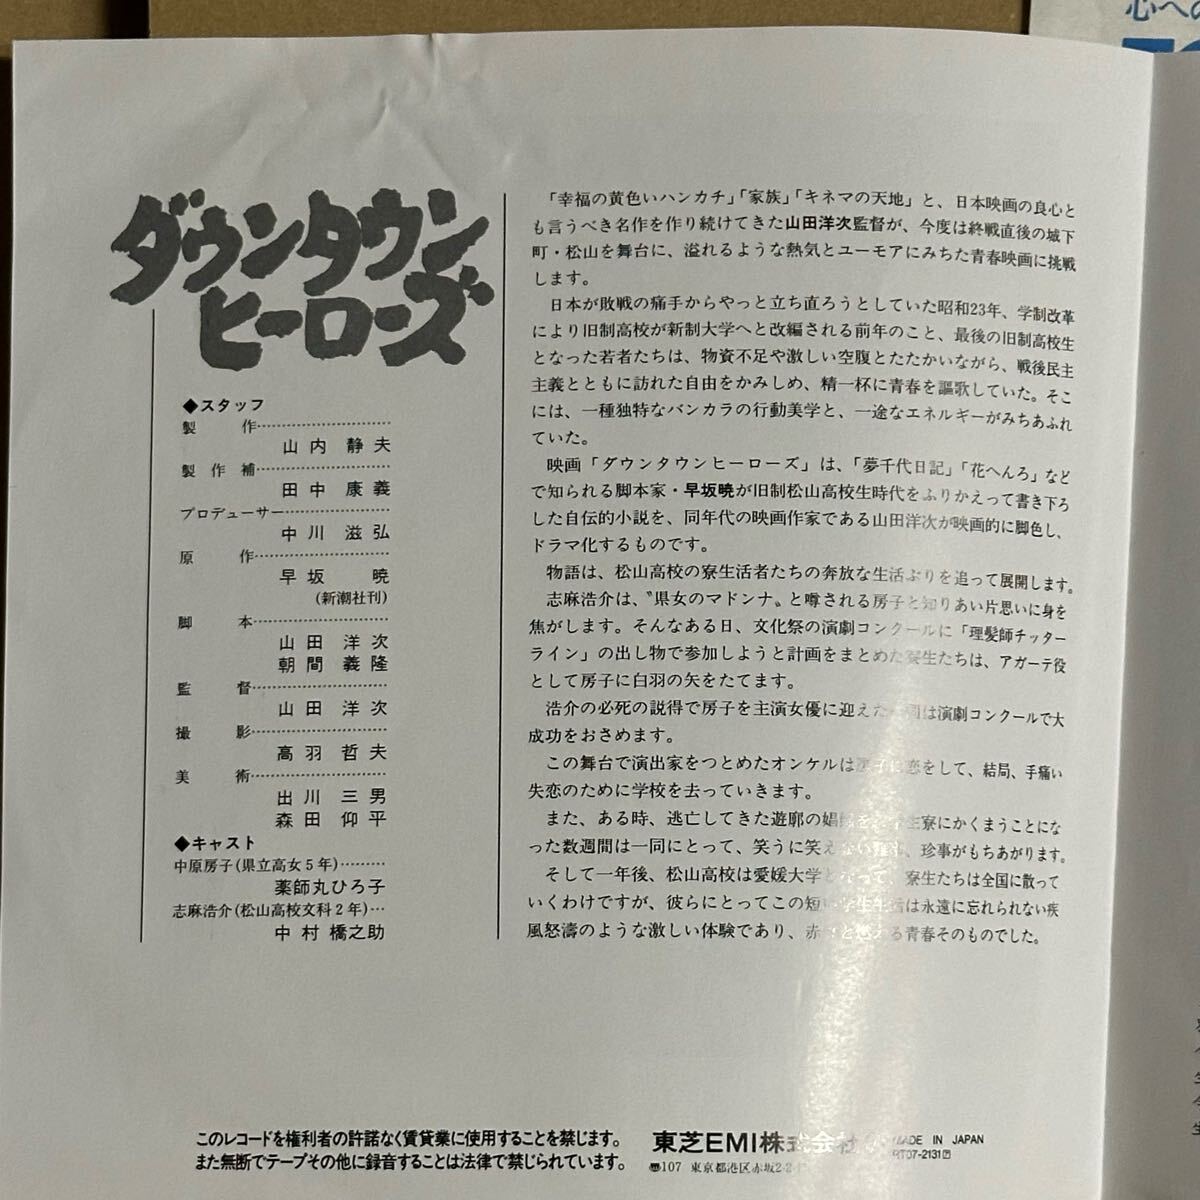 心への
ダウンタウン
ヒーローズ
◆スタッフ
製作
山内静夫
製作補
田中康義
プロデューサー
中川滋弘
原作
早坂暁
(新潮社刊)
脚本
山田洋次
朝間義隆
監督
山田洋次
撮影
高羽哲夫
美術
出川三男
森田仰平
◆キャスト
中原房子(県立高女5年)
薬師丸ひろ子
志麻浩介(松山高校文科2年)
中村橋之助
「幸福の黄色いハンカチ」「家族」「キネマの天地」と、日本映画の良心と
も言うべき名作を作り続けてきた山田洋次監督が、今度は終戦直後の城下
町・松山を舞台に、溢れるような熱気とユーモアにみちた青春映画に挑戦
します。
日本が敗戦の痛手からやっと立ち直ろうとしていた昭和23年、学制改革
により旧制高校が新制大学へと改編される前年のこと、最後の旧制高校生
となった若者たちは、物資不足や激しい空腹とたたかいながら、戦後民主
主義とともに訪れた自由をかみしめ、精一杯に青春を謳歌していた。そこ
には、一種独特なバンカラの行動美学と、一途なエネルギーがみちあふれ
ていた。
映画「ダウンタウンヒーローズ」は、「夢千代日記」「花へんろ」など
で知られる脚本家・早坂暁が旧制松山高校生時代をふりかえって書き下ろ
した自伝的小説を、同年代の映画作家である山田洋次が映画的に脚色し、
ドラマ化するものです。
物語は、松山高校の寮生活者たちの奔放な生活ぶりを追って展開します。
志麻浩介は、〝県女のマドンナ〟と噂される房子と知りあい片思いに身を
焦がします。そんなある日、文化祭の演劇コンクールに「理髪師チッター
ライン」の出し物で参加しようと計画をまとめた寮生たちは、アガーテ役
として房子に白羽の矢をたてます。
浩介の必死の説得で房子を主演女優に迎えた は演劇コンクールで大
成功をおさめます。
この舞台で演出家をつとめたオンケルは 恋をして、結局、手痛い
失恋のために学校を去っていきます。
また、ある時、逃亡してきた遊廓の娼 寮にかくまうことにな
った数週間は一同にとって、笑うに笑え 珍事がもちあがります。
そして一年後、松山高校は愛媛大学と 寮生たちは全国に散って
いくわけですが、彼らにとってこの短い は永遠に忘れられない疾
風怒濤のような激しい体験であり、 る青春そのものでした。
このレコードを権利者の許諾なく賃貸業に使用することを禁じます。
また無断でテープその他に録音することは法律で禁じられています。
東芝EMI株式会社
〠107 東京都港区赤坂2-2-
MADE IN JAPAN
RT07-2131